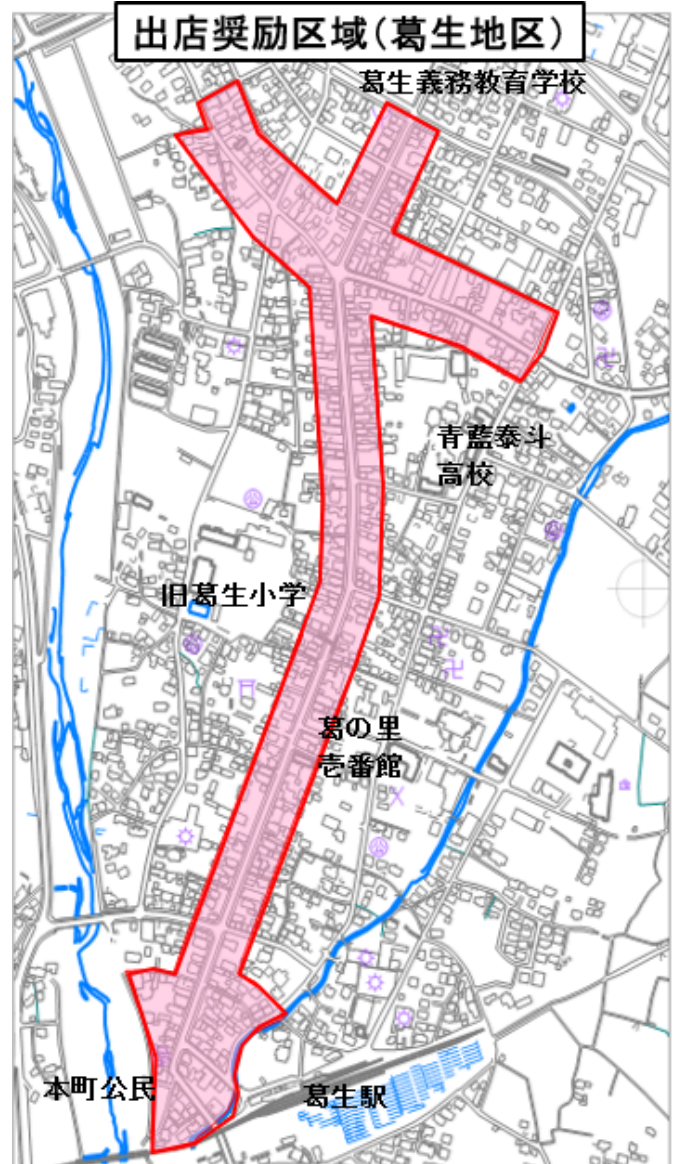 出店奨励区域(葛生地区)
葛生義務教育学校
青藍泰斗
高校
旧葛生小学
葛の里
壱番館
本町公民
葛生駅